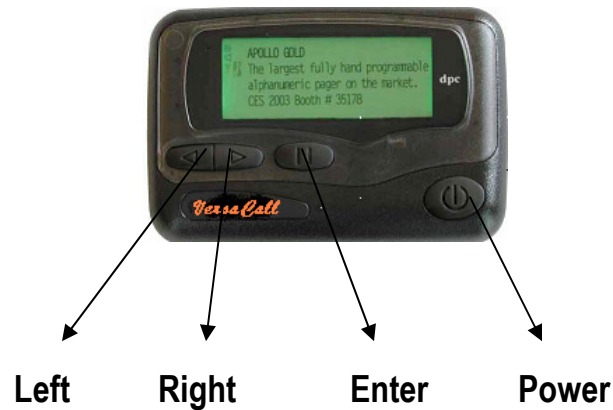 APOLLO GOLD
The largest fully hand programmable
alphanumeric pager on the market.
CES 2003 Booth # 35178
dpc
VersaCall
Left Right Enter Power